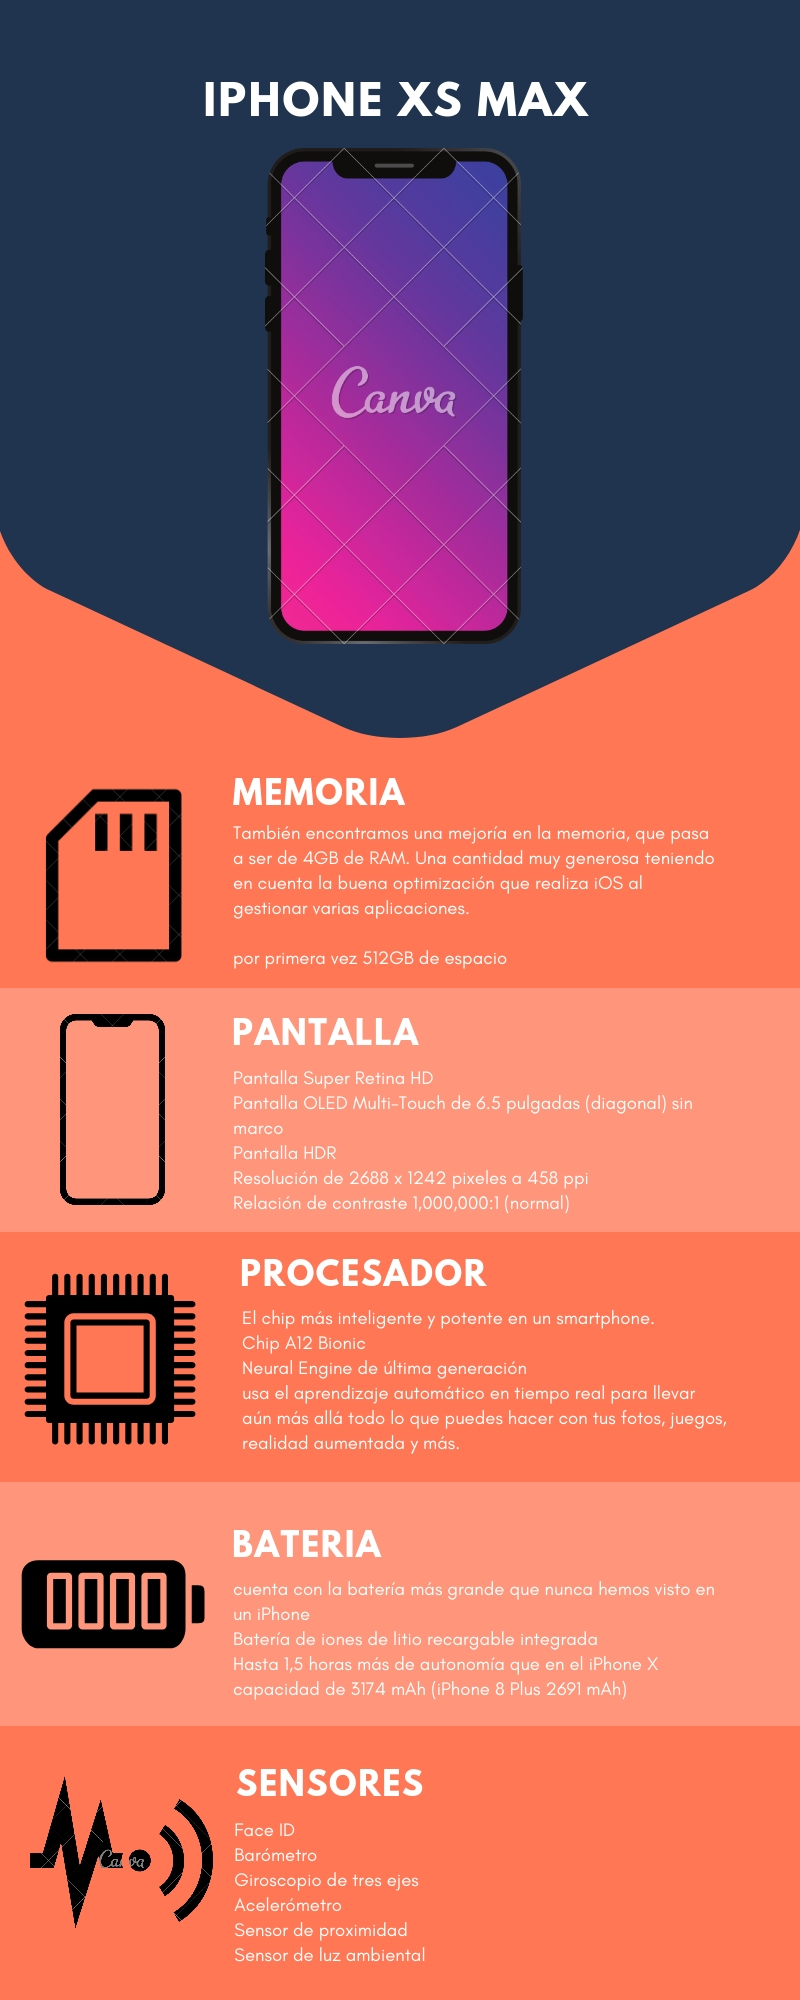 IPHONE XS MAX
Canva
MEMORIA
También encontramos una mejoría en la memoria, que pasa
a ser de 4GB de RAM. Una cantidad muy generosa teniendo
en cuenta la buena optimización que realiza iOS al
gestionar varias aplicaciones.
por primera vez 512GB de espacio
PANTALLA
Pantalla Super Retina HD
Pantalla OLED Multi-Touch de 6.5 pulgadas (diagonal) sin
marco
Pantalla HDR
Resolución de 2688 x 1242 pixeles a 458 ppi
Relación de contraste 1,000,000:1 (normal)
PROCESADOR
El chip más inteligente y potente en un smartphone.
Chip A12 Bionic
Neural Engine de última generación
usa el aprendizaje automático en tiempo real para llevar
aún más allá todo lo que puedes hacer con tus fotos, juegos,
realidad aumentada y más.
BATERIA
cuenta con la batería más grande que nunca hemos visto en
un iPhone
Batería de iones de litio recargable integrada
Hasta 1,5 horas más de autonomía que en el iPhone X
capacidad de 3174 mAh (iPhone 8 Plus 2691 mAh)
SENSORES
Canva
Face ID
Barómetro
Giroscopio de tres ejes
Acelerómetro
Sensor de proximidad
Sensor de luz ambiental